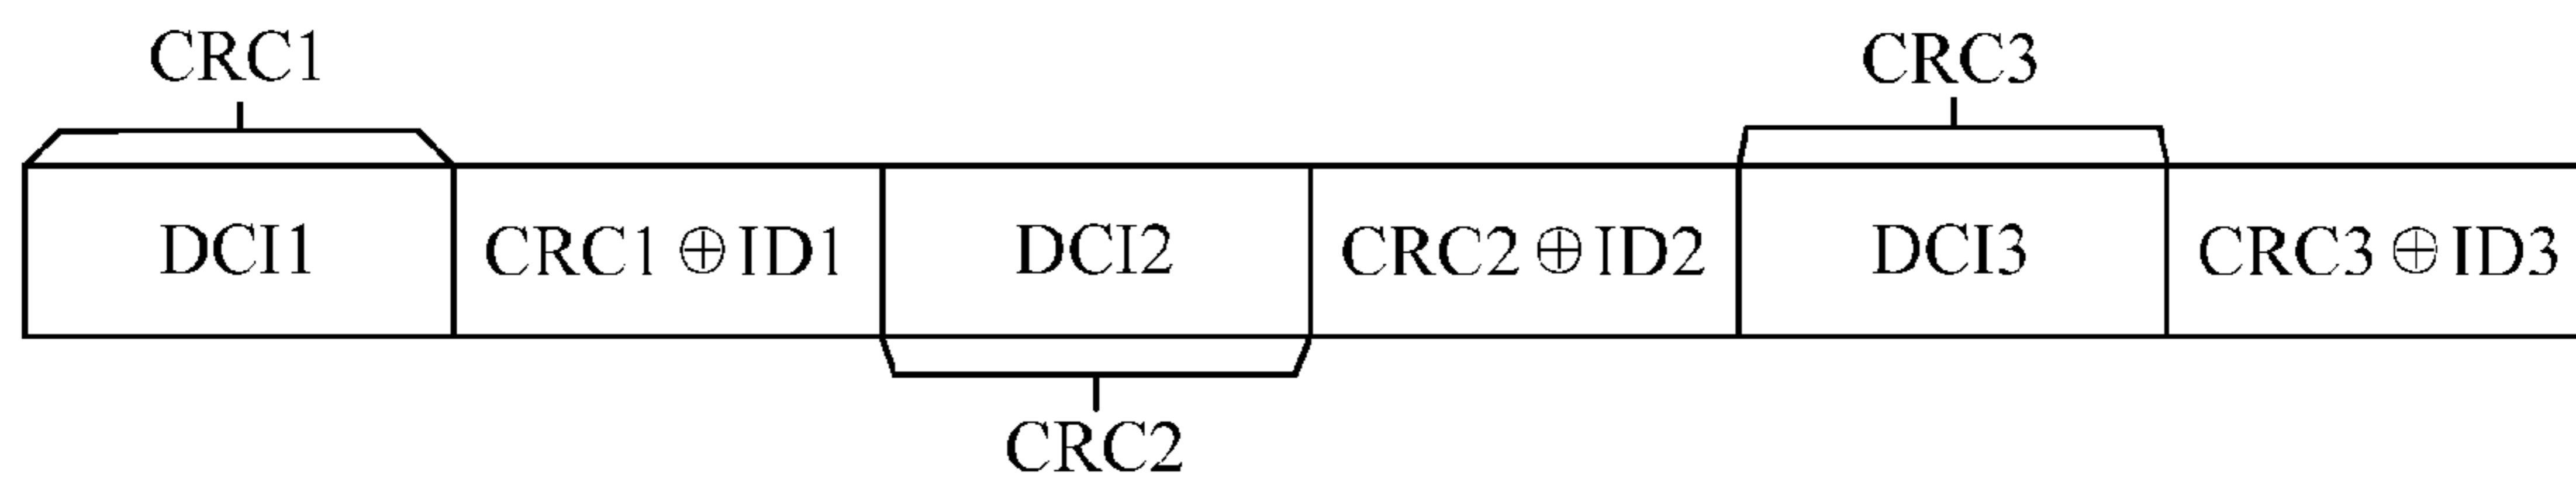 CRC1 CRC3
DCI1 CRC1⊕ID1 DCI2 CRC2⊕ID2 DCI3 CRC3⊕ID3
CRC2